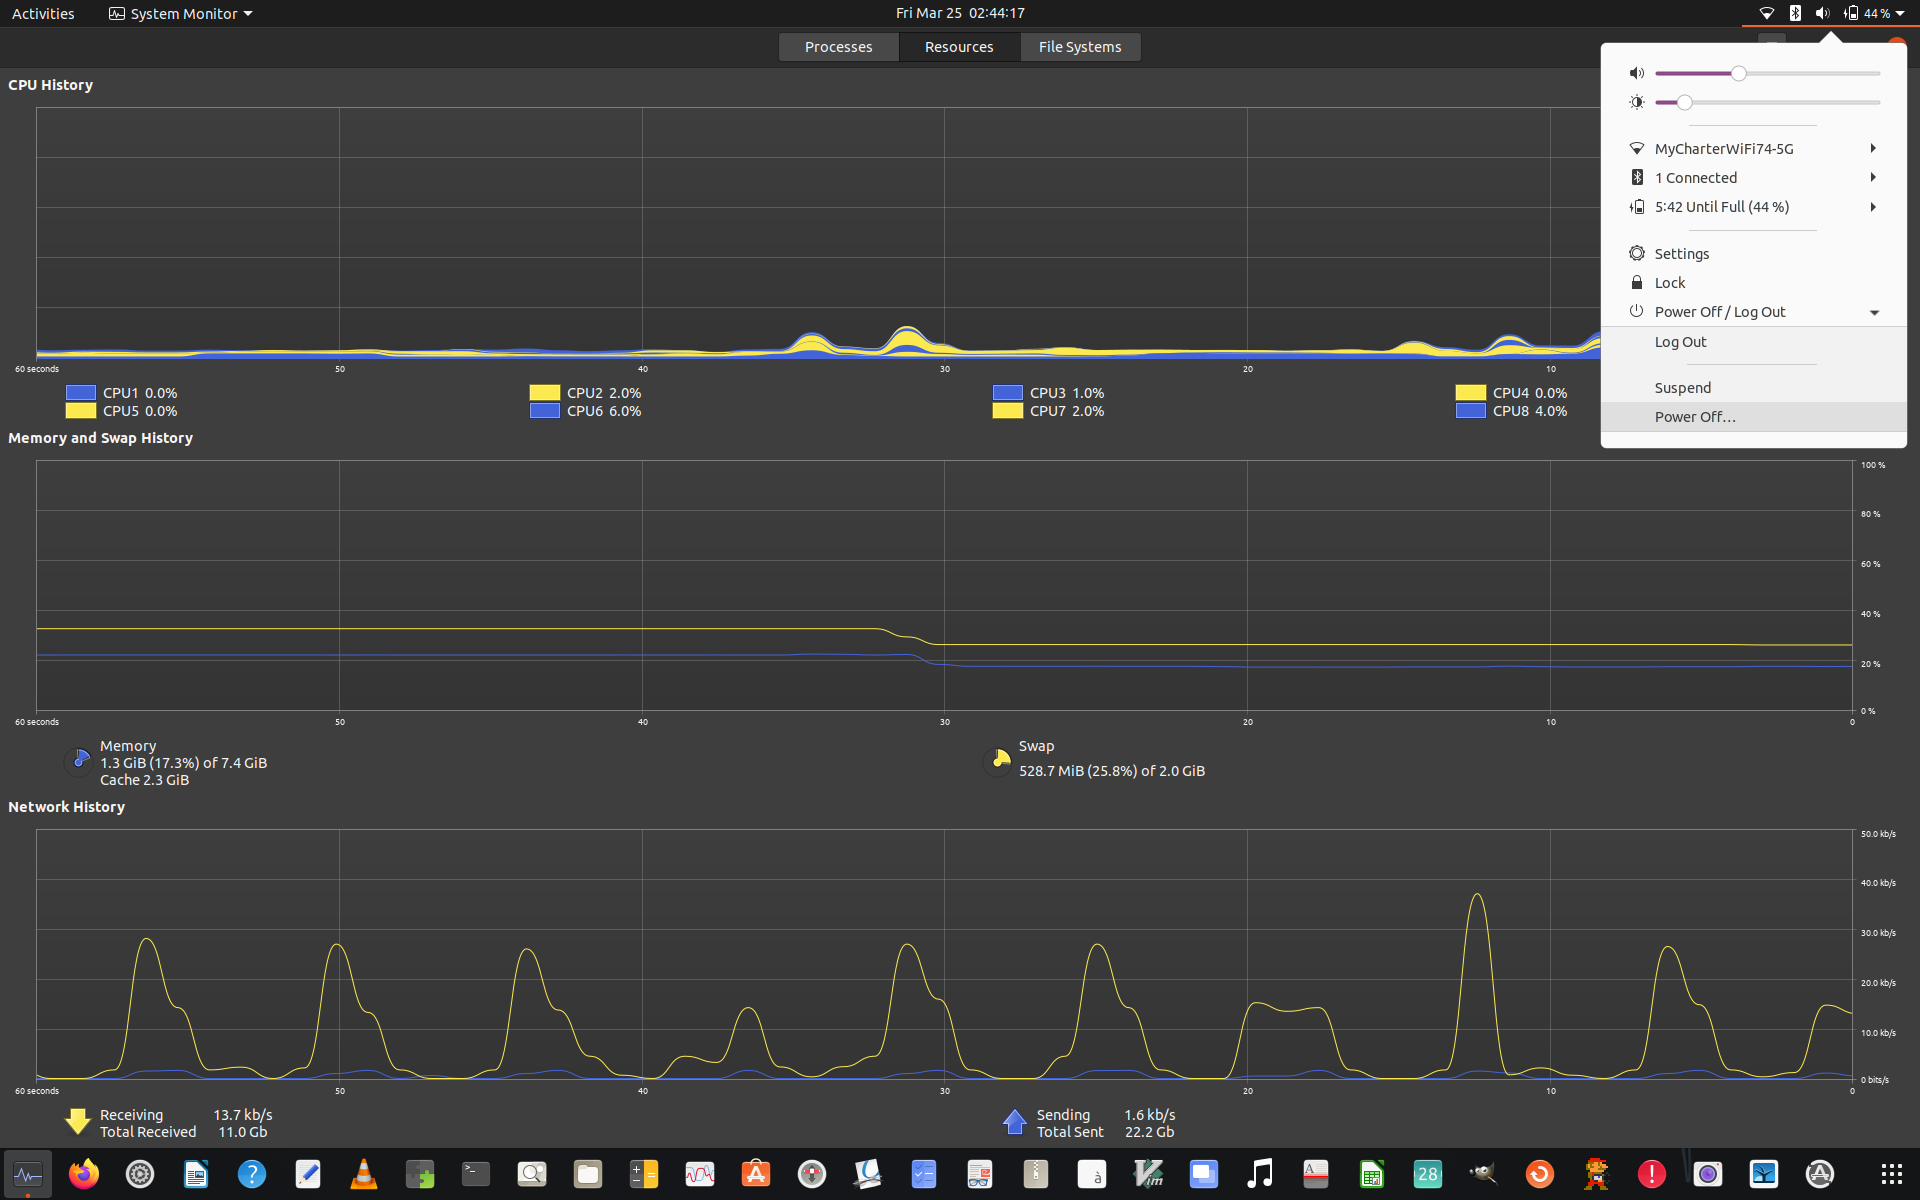 Activities
System Monitor
Fri Mar 25  02:44:17
44 %
Processes
Resources
File Systems
MyCharterWiFi74-5G
1 Connected
5:42 Until Full (44 %)
Settings
Lock
Power Off / Log Out
Log Out
Suspend
Power Off…
CPU History
60 seconds 50 40 30 20 10
CPU1 0.0% CPU2 2.0% CPU3 1.0% CPU4 0.0%
CPU5 0.0% CPU6 6.0% CPU7 2.0% CPU8 4.0%
Memory and Swap History
100 %
80 %
60 %
40 %
20 %
0 %
60 seconds 50 40 30 20 10 0
Memory
1.3 GiB (17.3%) of 7.4 GiB
Cache 2.3 GiB
Swap
528.7 MiB (25.8%) of 2.0 GiB
Network History
50.0 kb/s
40.0 kb/s
30.0 kb/s
20.0 kb/s
10.0 kb/s
0 bits/s
60 seconds 50 40 30 20 10 0
Receiving 13.7 kb/s
Total Received 11.0 Gb
Sending 1.6 kb/s
Total Sent 22.2 Gb
?
>_
A
à
Vim
A
28
!
A